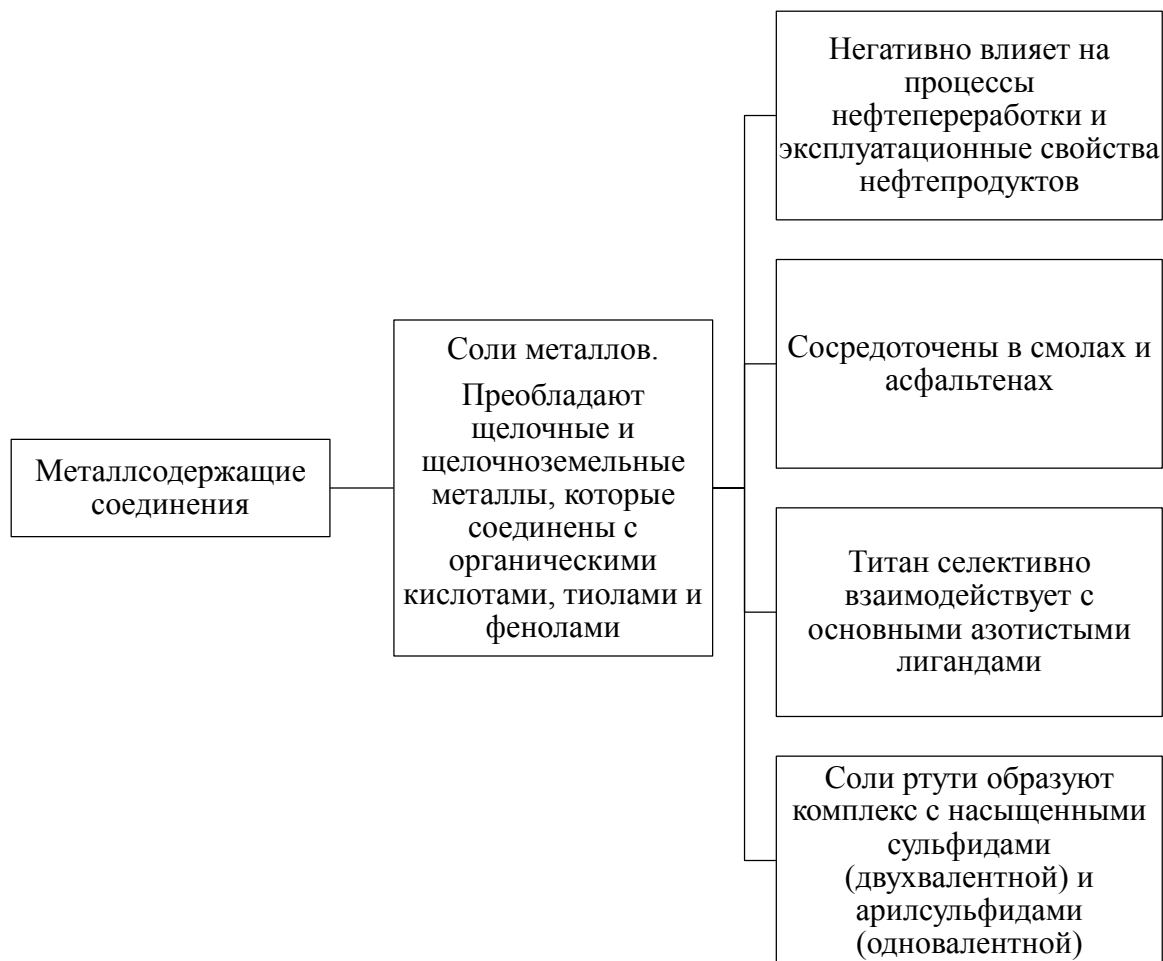 Металлсодержащие
соединения
Соли металлов.
Преобладают
щелочные и
щелочноземельные
металлы, которые
соединены с
органическими
кислотами, тиолами и
фенолами
Негативно влияет на
процессы
нефтепереработки и
эксплуатационные свойства
нефтепродуктов
Сосредоточены в смолах и
асфальтенах
Титан селективно
взаимодействует с
основными азотистыми
лигандами
Соли ртути образуют
комплекс с насыщенными
сульфидами
(двухвалентной) и
арилсульфидами
(одновалентной)